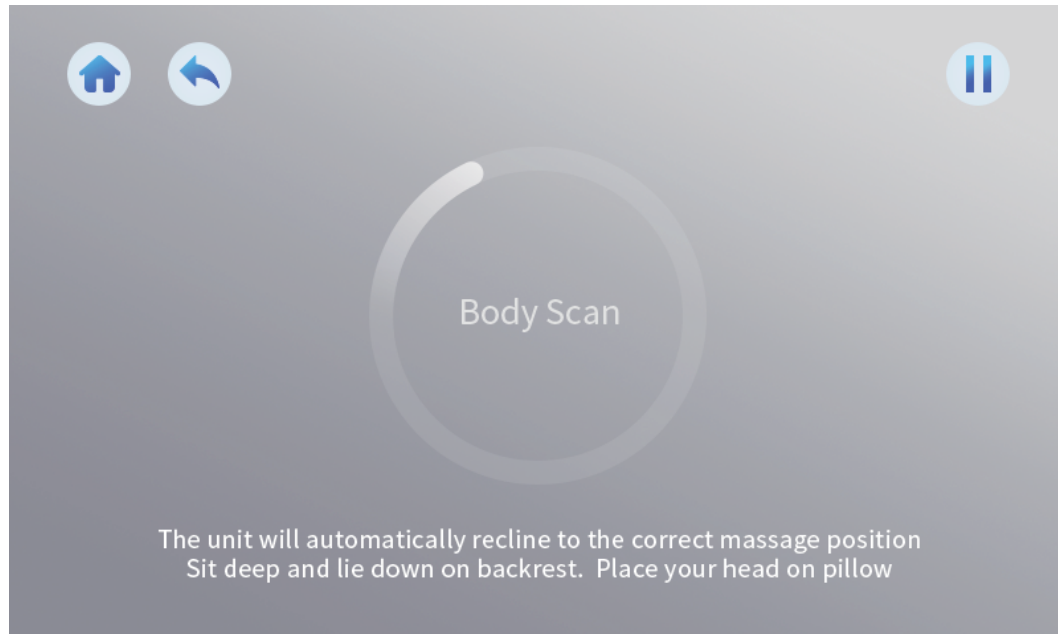 Body Scan
The unit will automatically recline to the correct massage position
Sit deep and lie down on backrest.  Place your head on pillow